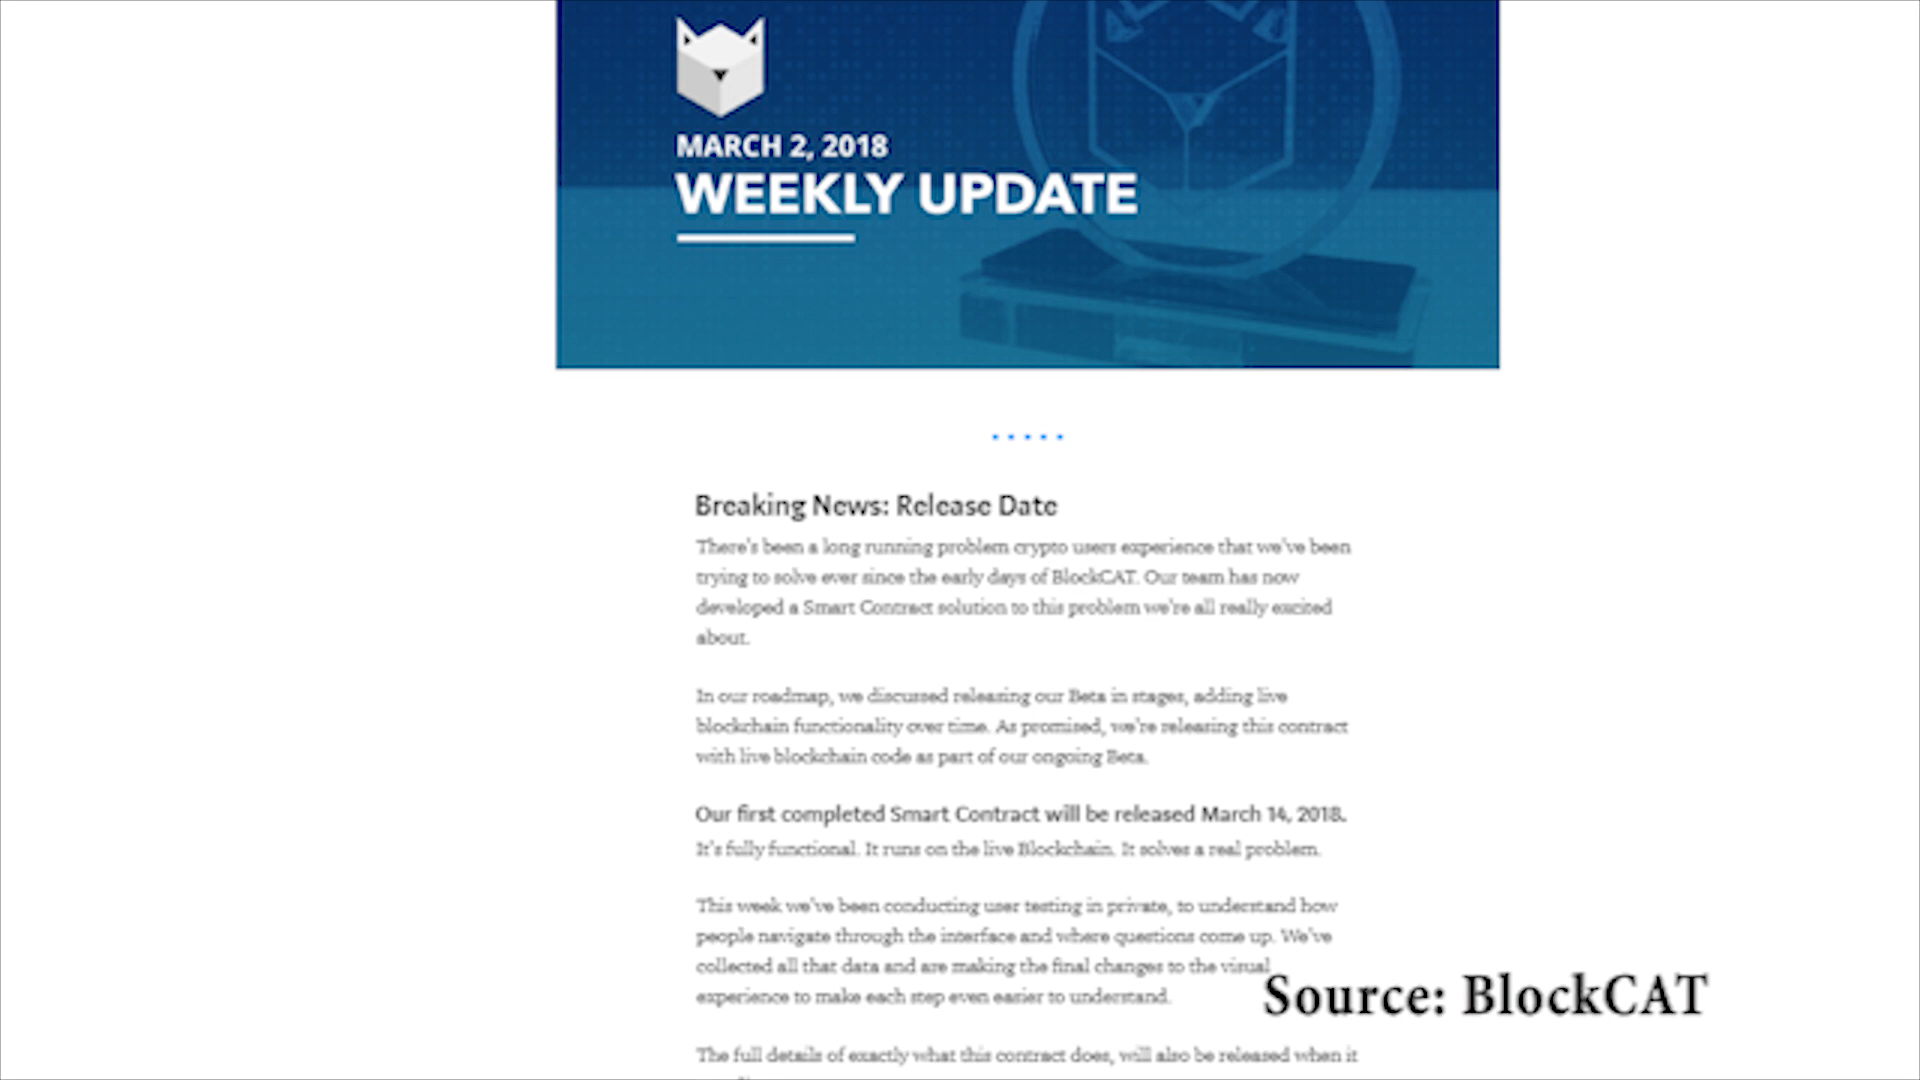 MARCH 2, 2018
WEEKLY UPDATE
Breaking News: Release Date
There's been a long running problem crypto users experience that we've been
trying to solve ever since the early days of BlockCAT. Our team has now
developed a Smart Contract solution to this problem we're all really excited
about.
In our roadmap, we discussed releasing our Beta in stages, adding live
blockchain functionality over time. As promised, we're releasing this contract
with live blockchain code as part of our ongoing Beta.
Our first completed Smart Contract will be released March 14, 2018.
It's fully functional. It runs on the live Blockchain. It solves a real problem.
This week we've been conducting user testing in private, to understand how
people navigate through the interface and where questions come up. We've
collected all that data and are making the final changes to the visual
experience to make each step even easier to understand.
Source: BlockCAT
The full details of exactly what this contract does, will also be released when it